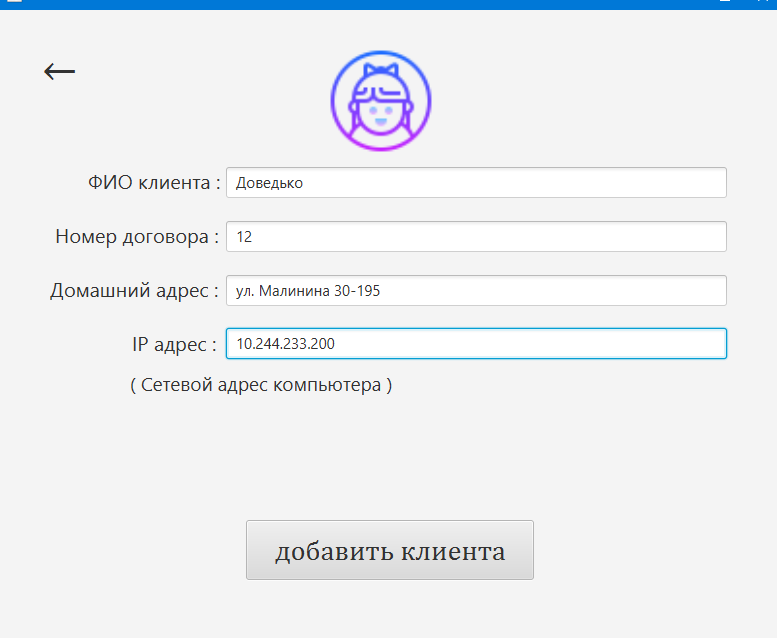 ФИО клиента : Доведько
Номер договора : 12
Домашний адрес : ул. Малинина 30-195
IP адрес : 10.244.233.200
( Сетевой адрес компьютера )
добавить клиента